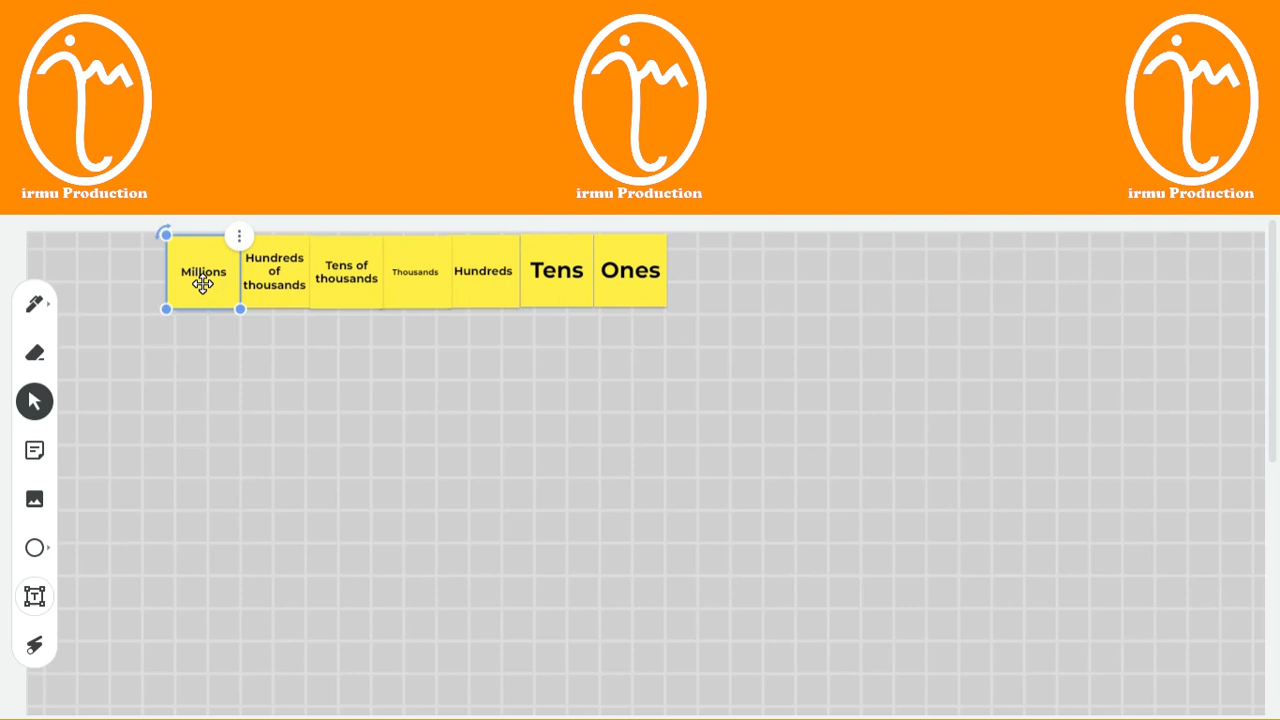 irmu Production
irmu Production
irmu Production
Millions
Hundreds
of
thousands
Tens of
thousands
Thousands
Hundreds
Tens
Ones